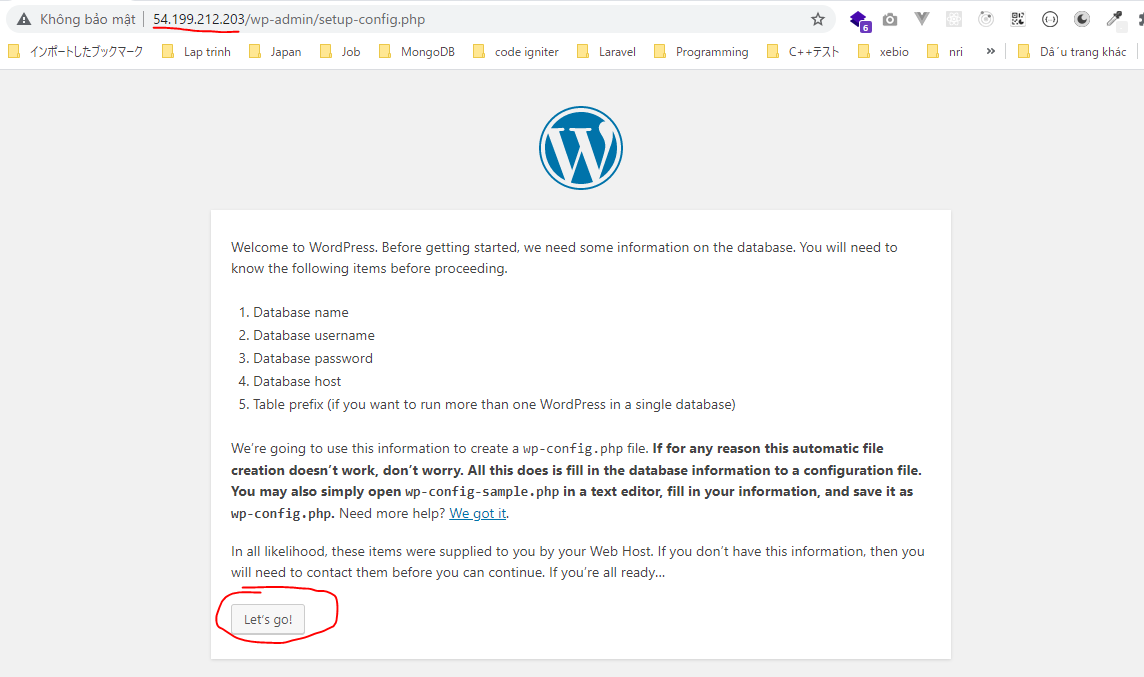 Không bảo mật 54.199.212.203/wp-admin/setup-config.php 6
インポートしたブックマーク Lap trinh Japan Job MongoDB code igniter Laravel Programming C++テスト xebio nri » Dấu trang khác
Welcome to WordPress. Before getting started, we need some information on the database. You will need to
know the following items before proceeding.
1. Database name
2. Database username
3. Database password
4. Database host
5. Table prefix (if you want to run more than one WordPress in a single database)
We’re going to use this information to create a wp-config.php file. If for any reason this automatic file
creation doesn’t work, don’t worry. All this does is fill in the database information to a configuration file.
You may also simply open wp-config-sample.php in a text editor, fill in your information, and save it as
wp-config.php. Need more help? We got it.
In all likelihood, these items were supplied to you by your Web Host. If you don’t have this information, then you
will need to contact them before you can continue. If you’re all ready…
Let’s go!